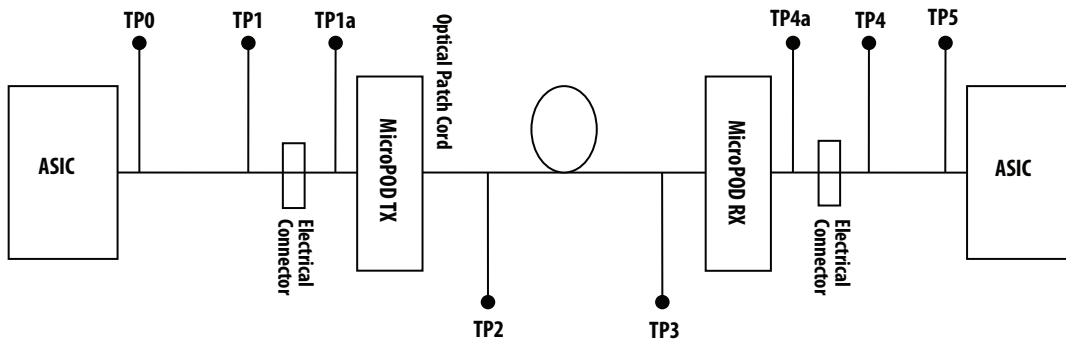 TP0
TP1
TP1a
Optical Patch Cord
TP4a
TP4
TP5
ASIC
MicroPOD TX
MicroPOD RX
ASIC
Electrical
Connector
Electrical
Connector
TP2
TP3